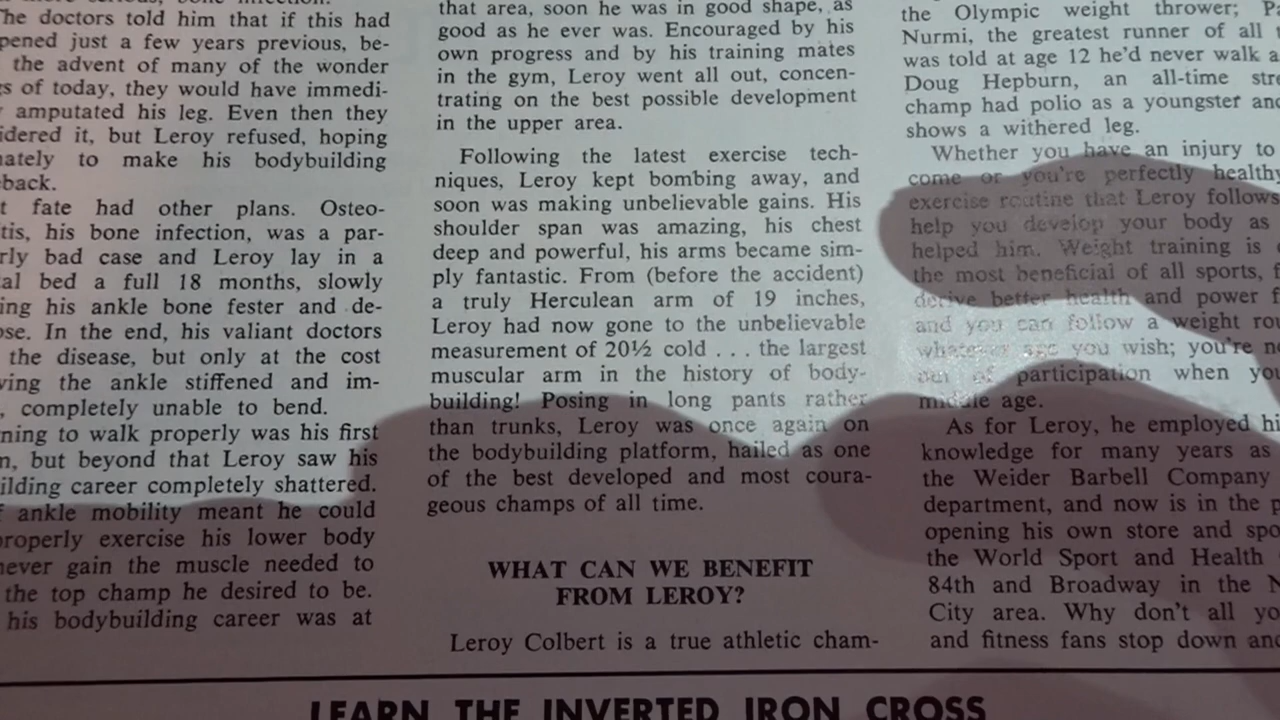 The doctors told him that if this had
pened just a few years previous, be-
the advent of many of the wonder
gs of today, they would have immedi-
y amputated his leg. Even then they
idered it, but Leroy refused, hoping
nately to make his bodybuilding
back.
t fate had other plans. Osteo-
tis, his bone infection, was a par-
rly bad case and Leroy lay in a
tal bed a full 18 months, slowly
ing his ankle bone fester and de-
ose. In the end, his valiant doctors
the disease, but only at the cost
ving the ankle stiffened and im-
, completely unable to bend.
ning to walk properly was his first
m, but beyond that Leroy saw his
ilding career completely shattered.
f ankle mobility meant he could
properly exercise his lower body
never gain the muscle needed to
the top champ he desired to be.
his bodybuilding career was at
that area, soon he was in good shape, as
good as he ever was. Encouraged by his
own progress and by his training mates
in the gym, Leroy went all out, concen-
trating on the best possible development
in the upper area.
Following the latest exercise tech-
niques, Leroy kept bombing away, and
soon was making unbelievable gains. His
shoulder span was amazing, his chest
deep and powerful, his arms became sim-
ply fantastic. From (before the accident)
a truly Herculean arm of 19 inches,
Leroy had now gone to the unbelievable
measurement of 20½ cold . . . the largest
muscular arm in the history of body-
building! Posing in long pants rather
than trunks, Leroy was once again on
the bodybuilding platform, hailed as one
of the best developed and most coura-
geous champs of all time.
WHAT CAN WE BENEFIT
FROM LEROY?
Leroy Colbert is a true athletic cham-
the Olympic weight thrower; Pa
Nurmi, the greatest runner of all t
was told at age 12 he'd never walk a
Doug Hepburn, an all-time stre
champ had polio as a youngster and
shows a withered leg.
Whether you have an injury to
come or you're perfectly healthy
exercise routine that Leroy follows
help you develop your body as
helped him. Weight training is
the most beneficial of all sports, f
derive better health and power f
and you can follow a weight rou
whatever age you wish; you're no
out of participation when you
middle age.
As for Leroy, he employed hi
knowledge for many years as
the Weider Barbell Company
department, and now is in the p
opening his own store and spo
the World Sport and Health
84th and Broadway in the N
City area. Why don't all yo
and fitness fans stop down and
LEARN THE INVERTED IRON CROSS